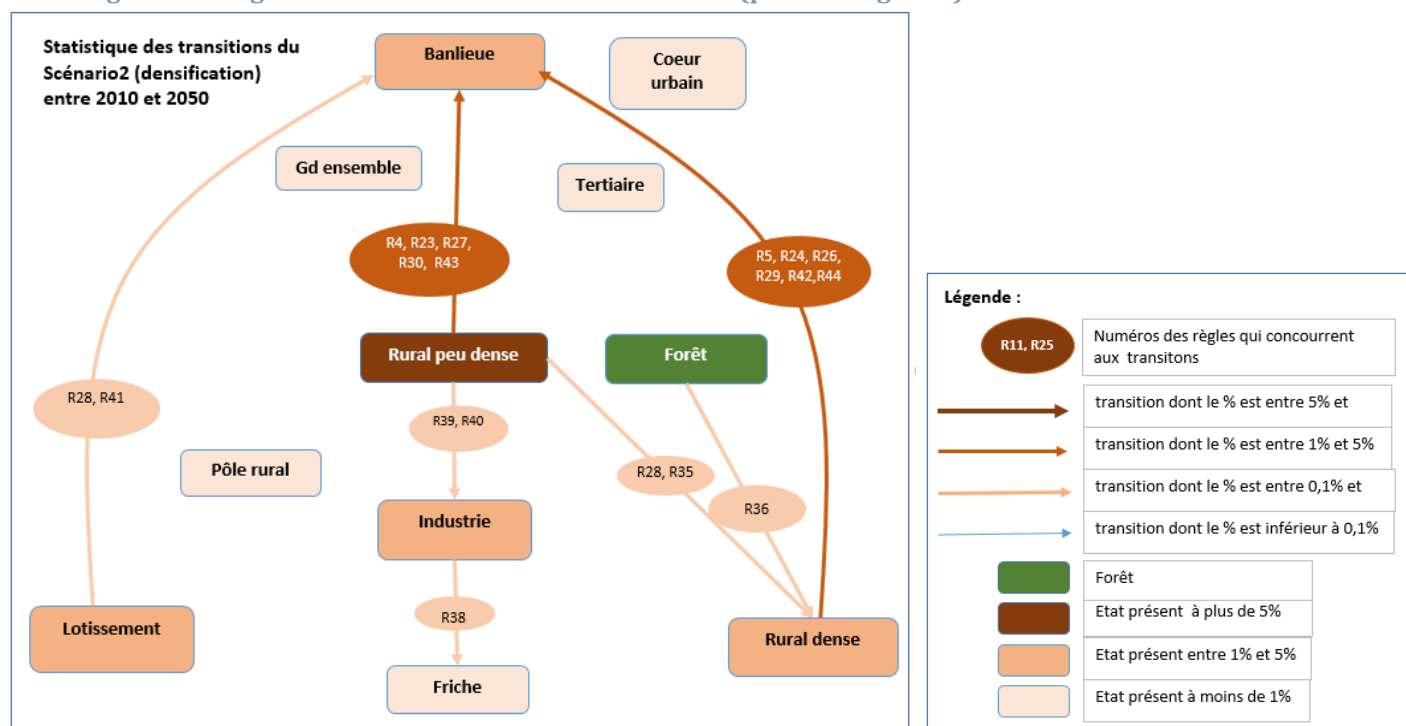 Statistique des transitions du
Scénario2 (densification)
entre 2010 et 2050
Banlieue
Coeur
urbain
Gd ensemble
Tertiaire
R4, R23, R27,
R30, R43
R5, R24, R26,
R29, R42,R44
Rural peu dense
Forêt
R28, R41
R39, R40
Pôle rural
R28, R35
R36
Industrie
R38
Lotissement
Rural dense
Friche
Légende :
R11, R25
Numéros des règles qui concourrent
aux transitons
transition dont le % est entre 5% et
transition dont le % est entre 1% et 5%
transition dont le % est entre 0,1% et
transition dont le % est inférieur à 0,1%
Forêt
Etat présent à plus de 5%
Etat présent entre 1% et 5%
Etat présent à moins de 1%